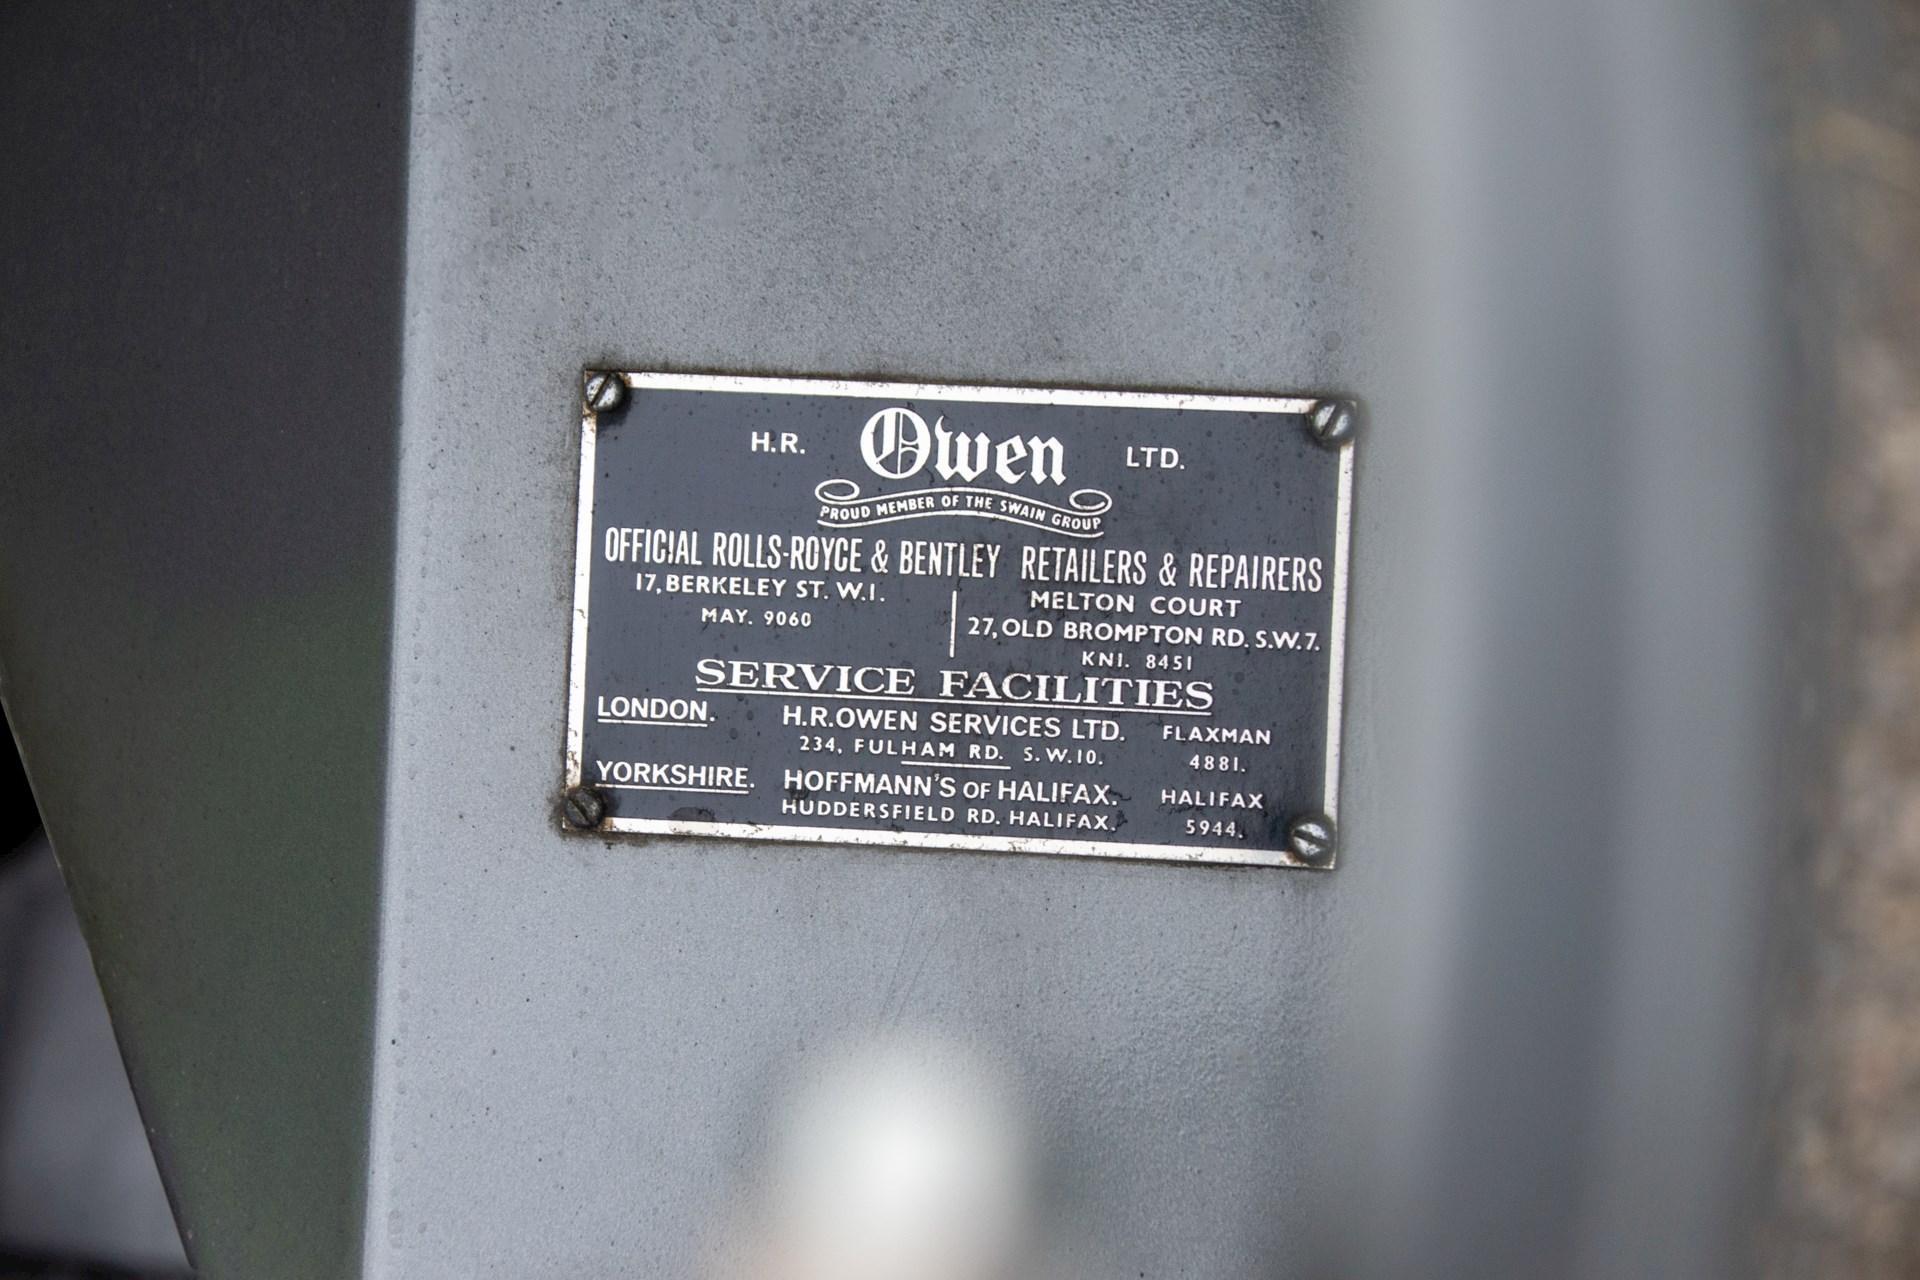 H.R. Owen LTD.
PROUD MEMBER OF THE SWAIN GROUP
OFFICIAL ROLLS-ROYCE & BENTLEY RETAILERS & REPAIRERS
17, BERKELEY ST. W.1.
MAY. 9060
MELTON COURT
27, OLD BROMPTON RD. S.W.7.
KNI. 8451
SERVICE FACILITIES
LONDON. H.R.OWEN SERVICES LTD. FLAXMAN
234, FULHAM RD. S.W.10. 4881.
YORKSHIRE. HOFFMANN'S OF HALIFAX. HALIFAX
HUDDERSFIELD RD. HALIFAX. 5944.